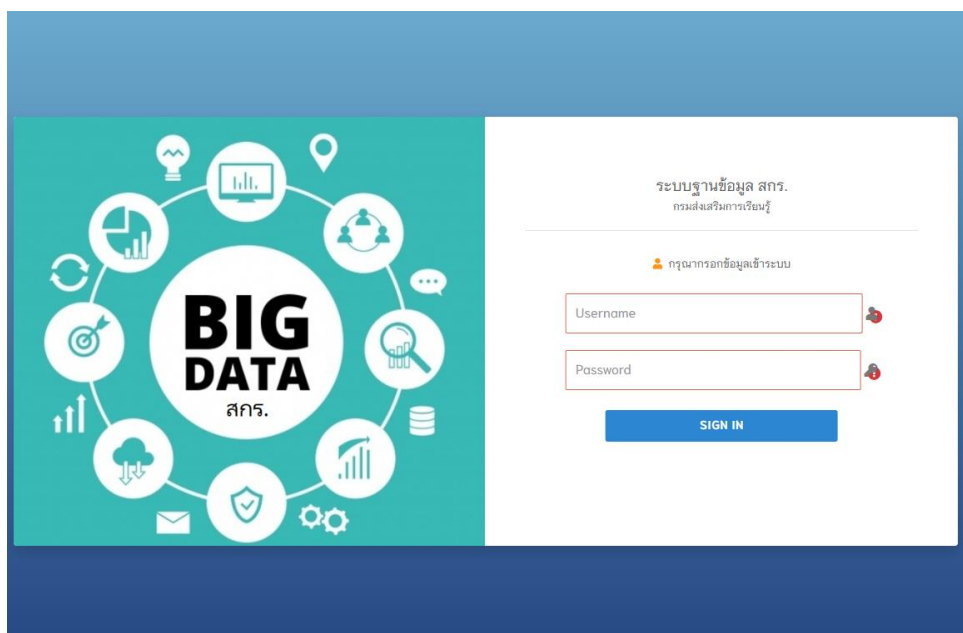 BIG
DATA
สกร.
ระบบฐานข้อมูล สกร.
กรมส่งเสริมการเรียนรู้
กรุณากรอกข้อมูลเข้าระบบ
Username
Password
SIGN IN